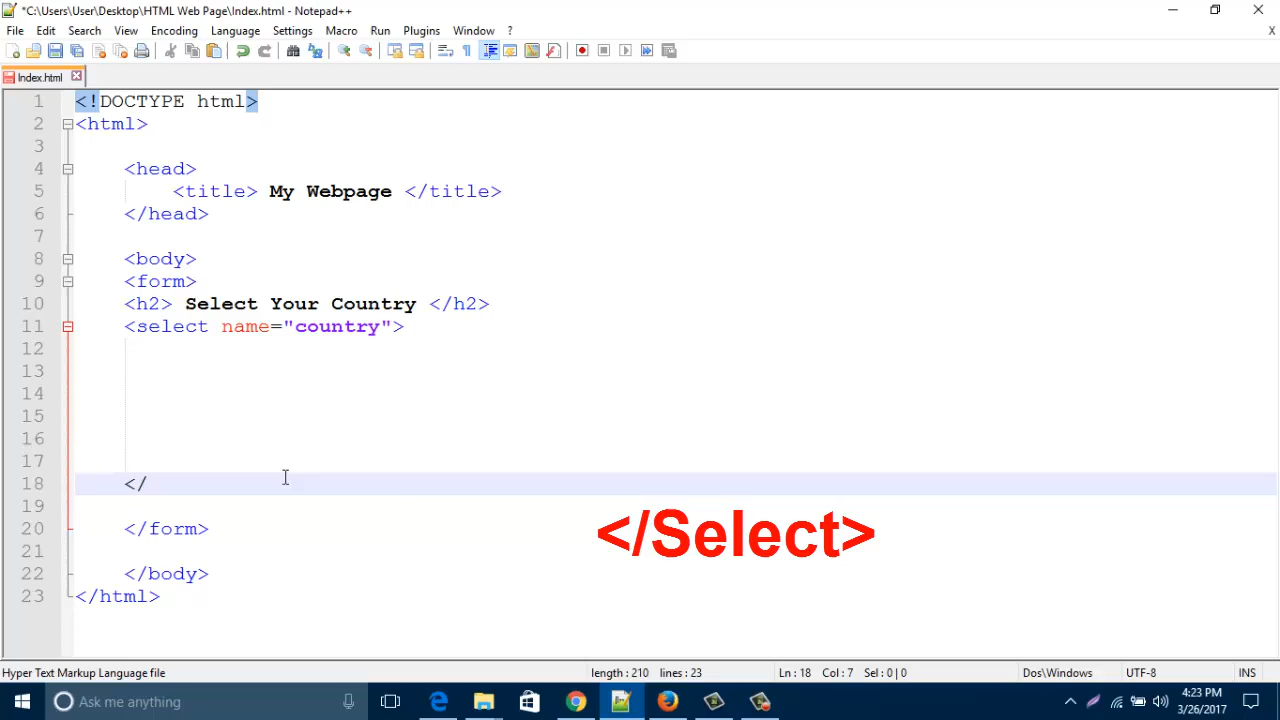 *C:\Users\User\Desktop\HTML Web Page\Index.html - Notepad++
File Edit Search View Encoding Language Settings Macro Run Plugins Window ? X
Index.html
1 <!DOCTYPE html>
2 <html>
3
4 <head>
5 <title> My Webpage </title>
6 </head>
7
8 <body>
9 <form>
10 <h2> Select Your Country </h2>
11 <select name="country">
12
13
14
15
16
17
18 </
19
</Select>
20 </form>
21
22 </body>
23 </html>
Hyper Text Markup Language file length : 210 lines : 23 Ln : 18 Col : 7 Sel : 0 | 0 Dos\Windows UTF-8 INS
Ask me anything
4:23 PM
3/26/2017